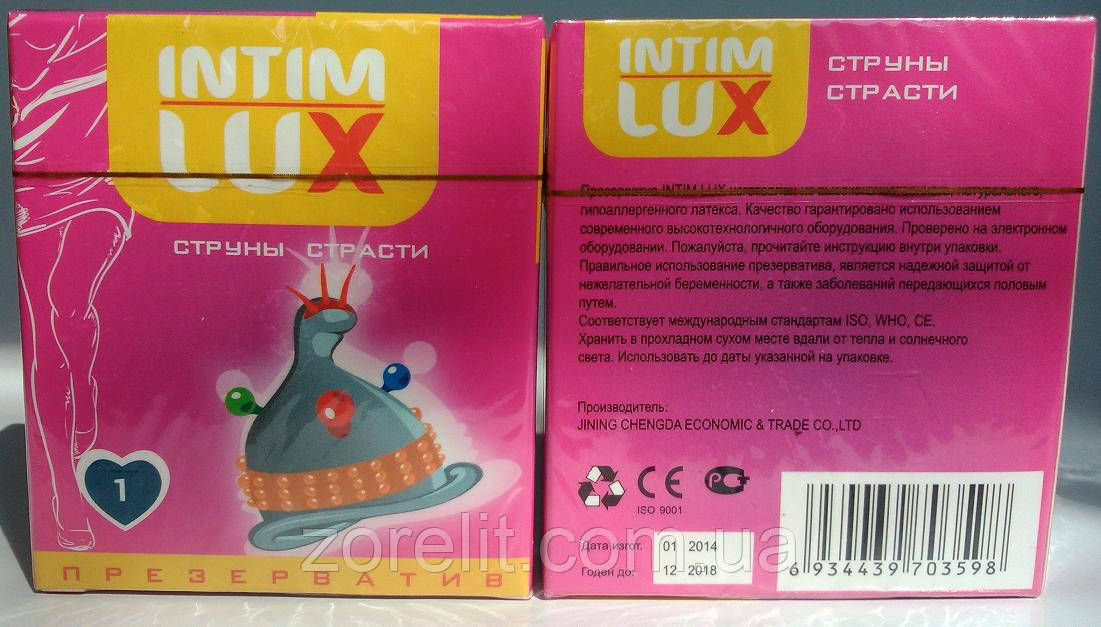 INTIM
LUX
СТРУНЫ СТРАСТИ
1
ПРЕЗЕРВАТИВ
INTIM
LUX
СТРУНЫ
СТРАСТИ
Презерватив INTIM LUX изготовлен из высококачественного, натурального,
гипоаллергенного латекса. Качество гарантировано использованием
современного высокотехнологичного оборудования. Проверено на электронном
оборудовании. Пожалуйста, прочитайте инструкцию внутри упаковки.
Правильное использование презерватива, является надежной защитой от
нежелательной беременности, а также заболеваний передающихся половым
путем.
Соответствует международным стандартам ISO, WHO, CE.
Хранить в прохладном сухом месте вдали от тепла и солнечного
света. Использовать до даты указанной на упаковке.
Производитель:
JINING CHENGDA ECONOMIC & TRADE CO.,LTD
CE
ISO 9001
РСТ
Дата изгот. 01 2014
Годен до: 12 2018
6 934439 703598
zorelit.com.ua